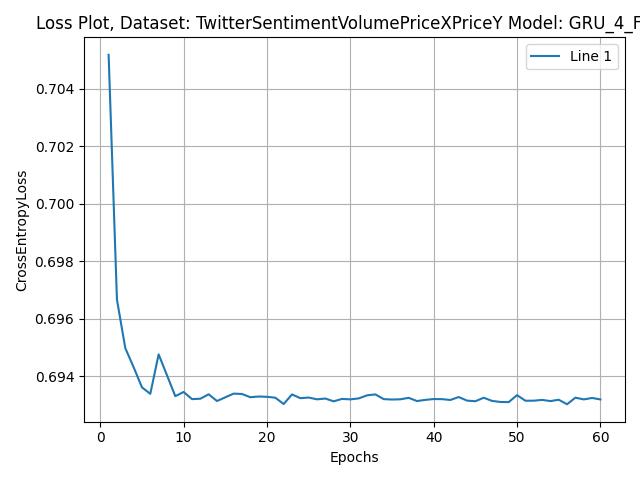 Loss Plot, Dataset: TwitterSentimentVolumePriceXPriceY Model: GRU_4_F
Line 1
CrossEntropyLoss
0.704
0.702
0.700
0.698
0.696
0.694
0 10 20 30 40 50 60
Epochs